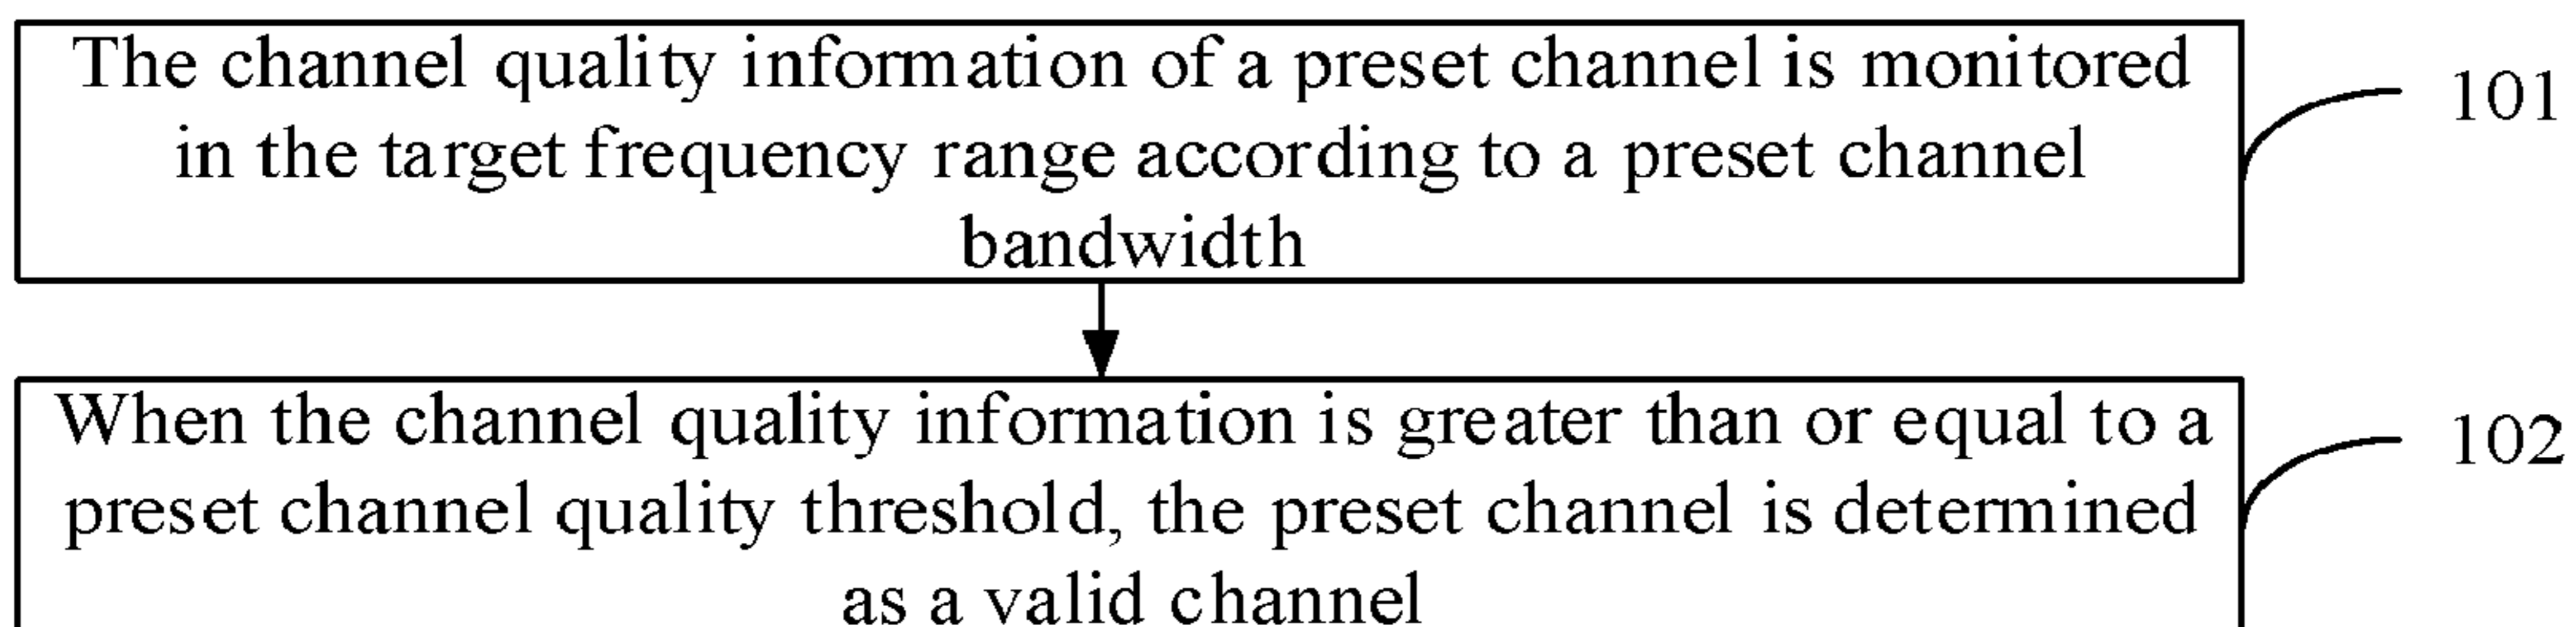 The channel quality information of a preset channel is monitored
in the target frequency range according to a preset channel
bandwidth
101
When the channel quality information is greater than or equal to a
preset channel quality threshold, the preset channel is determined
as a valid channel
102